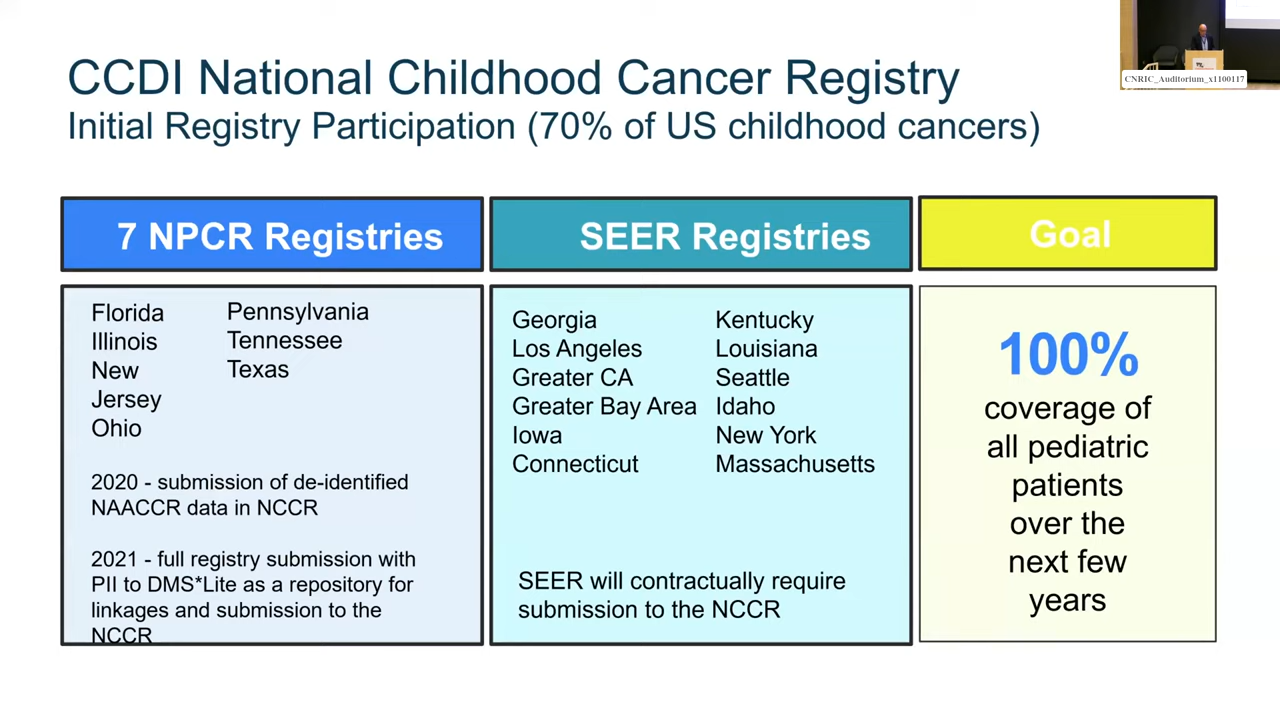 CCDI National Childhood Cancer Registry
Initial Registry Participation (70% of US childhood cancers)
CNRIC_Auditorium_x1100117
7 NPCR Registries
Florida
Illinois
New
Jersey
Ohio
Pennsylvania
Tennessee
Texas
2020 - submission of de-identified
NAACCR data in NCCR
2021 - full registry submission with
PII to DMS*Lite as a repository for
linkages and submission to the
NCCR
SEER Registries
Georgia
Los Angeles
Greater CA
Greater Bay Area
Iowa
Connecticut
Kentucky
Louisiana
Seattle
Idaho
New York
Massachusetts
SEER will contractually require
submission to the NCCR
Goal
100%
coverage of
all pediatric
patients
over the
next few
years